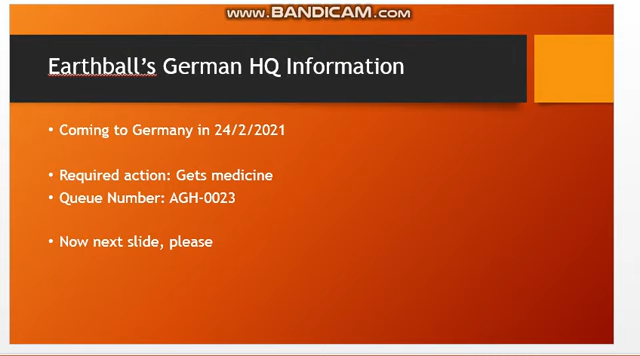 WWW.BANDICAM.COM
Earthball's German HQ Information
• Coming to Germany in 24/2/2021
• Required action: Gets medicine
• Queue Number: AGH-0023
• Now next slide, please